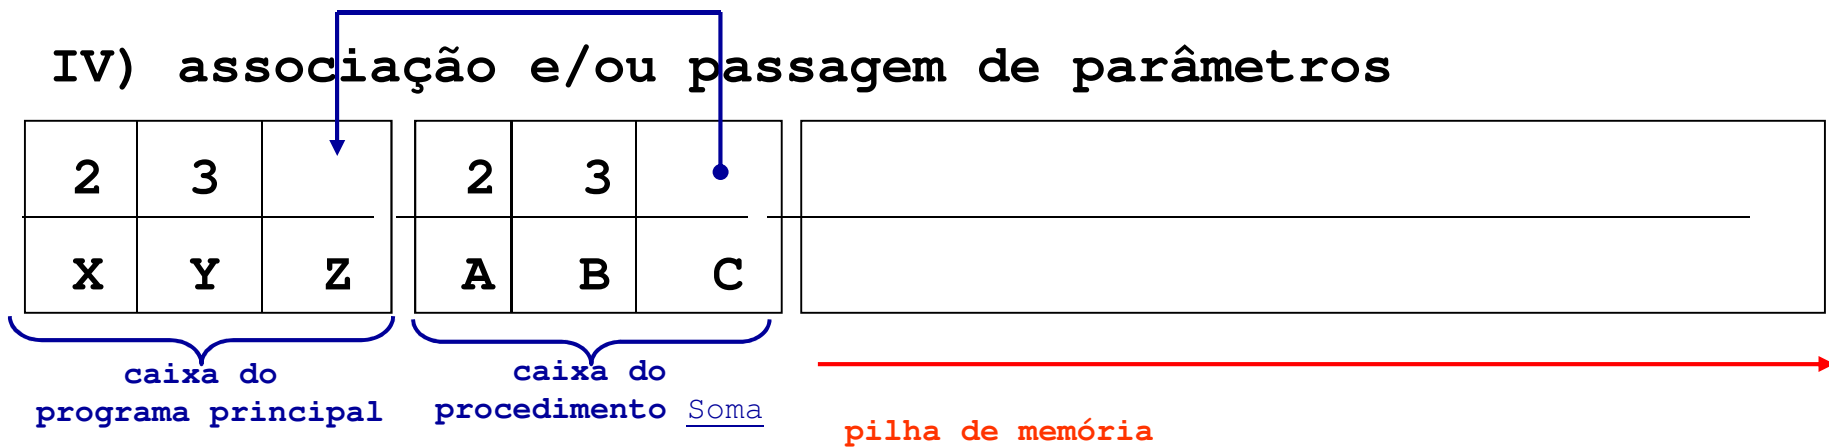 IV) associação e/ou passagem de parâmetros
2 3 2 3
X Y Z A B C
caixa do
programa principal
caixa do
procedimento Soma
pilha de memória